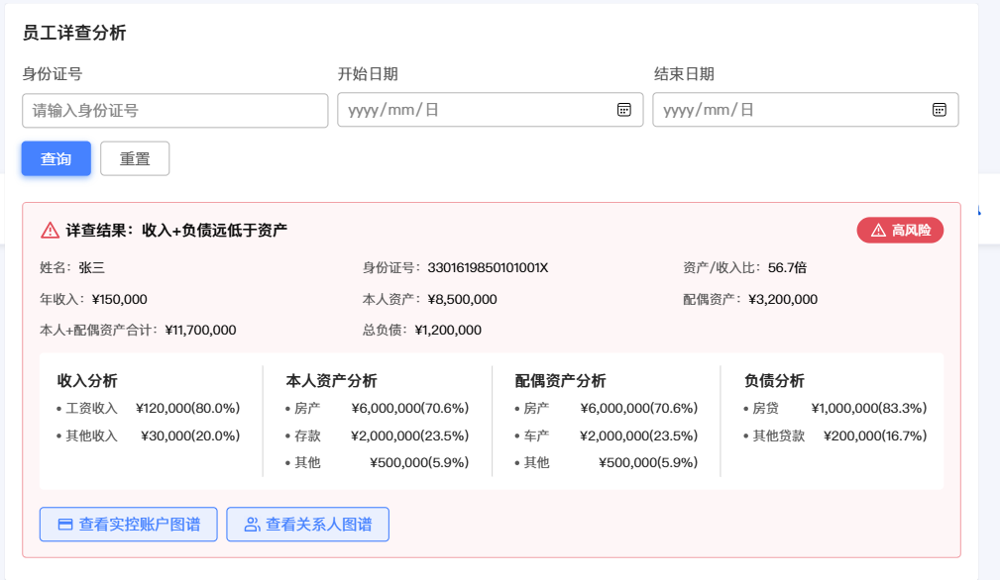 员工详查分析
身份证号 开始日期 结束日期
请输入身份证号 yyyy/mm/日 yyyy/mm/日
查询 重置
详查结果：收入+负债远低于资产 高风险
姓名：张三 身份证号：3301619850101001X 资产/收入比：56.7倍
年收入：¥150,000 本人资产：¥8,500,000 配偶资产：¥3,200,000
本人+配偶资产合计：¥11,700,000 总负债：¥1,200,000
收入分析 本人资产分析 配偶资产分析 负债分析
• 工资收入 ¥120,000(80.0%) • 房产 ¥6,000,000(70.6%) • 房产 ¥6,000,000(70.6%) • 房贷 ¥1,000,000(83.3%)
• 其他收入 ¥30,000(20.0%) • 存款 ¥2,000,000(23.5%) • 车产 ¥2,000,000(23.5%) • 其他贷款 ¥200,000(16.7%)
• 其他 ¥500,000(5.9%) • 其他 ¥500,000(5.9%)
查看实控账户图谱 查看关系人图谱